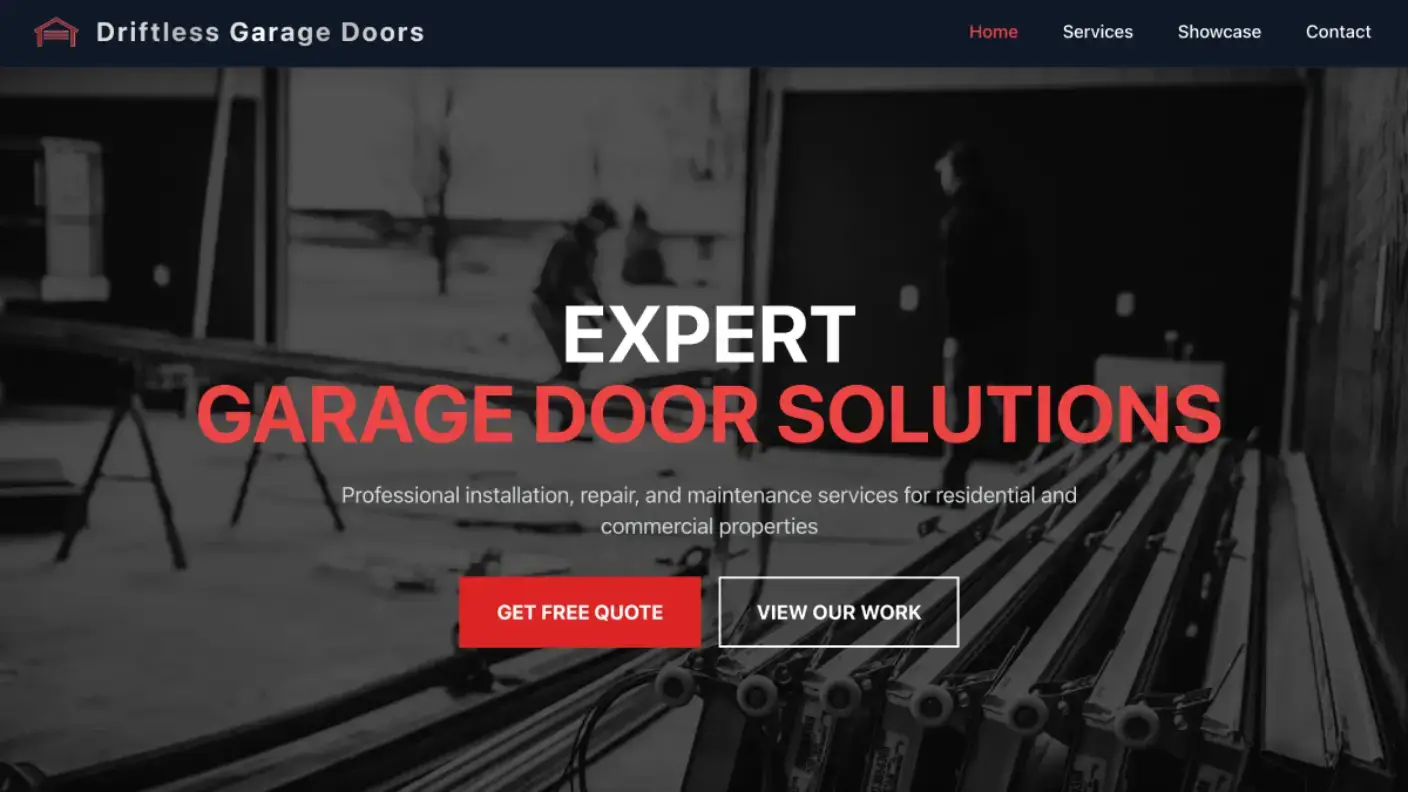 Driftless Garage Doors
Home
Services
Showcase
Contact
EXPERT
GARAGE DOOR SOLUTIONS
Professional installation, repair, and maintenance services for residential and
commercial properties
GET FREE QUOTE
VIEW OUR WORK